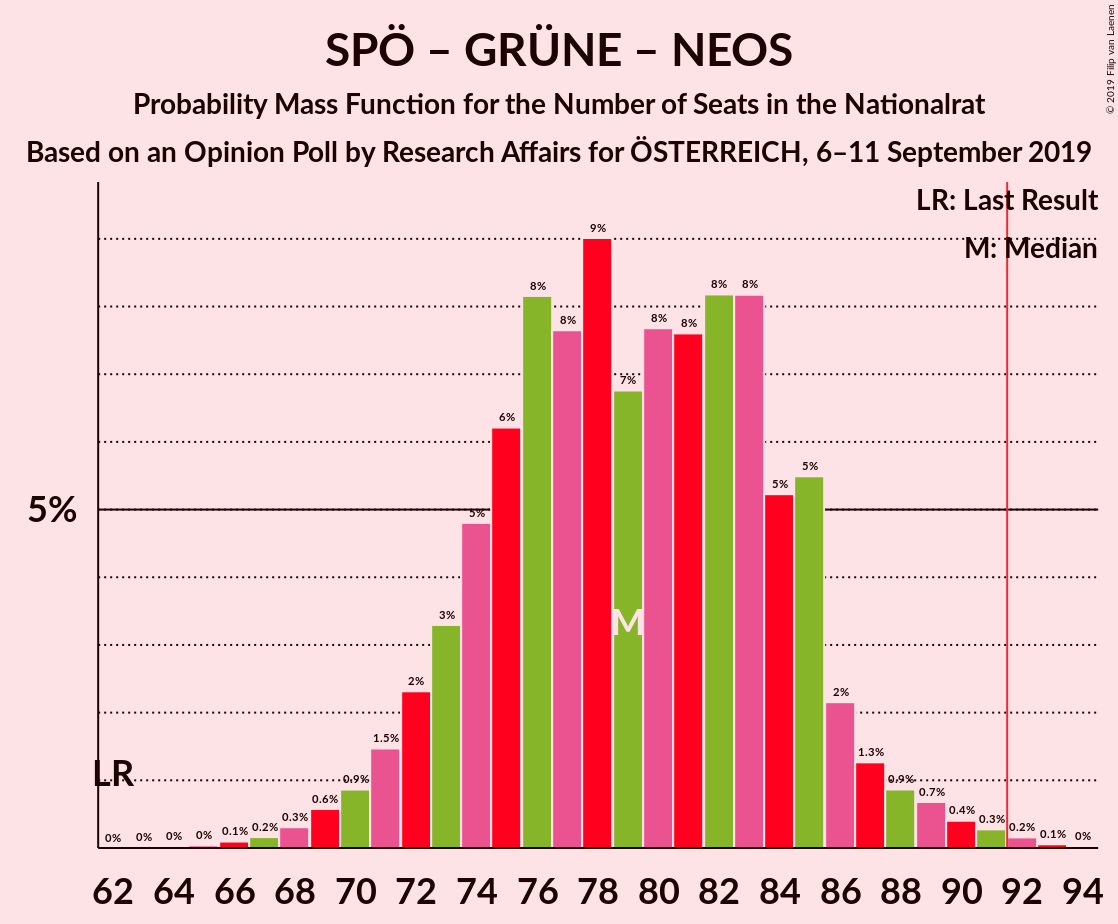 SPÖ – GRÜNE – NEOS
Probability Mass Function for the Number of Seats in the Nationalrat
Based on an Opinion Poll by Research Affairs for ÖSTERREICH, 6–11 September 2019
© 2019 Filip van Laenen
LR: Last Result
M: Median
5%
LR
M
0% 0% 0% 0% 0.1% 0.2% 0.3% 0.6% 0.9% 1.5% 2% 3% 5% 6% 8% 8% 9% 7% 8% 8% 8% 8% 5% 5% 2% 1.3% 0.9% 0.7% 0.4% 0.3% 0.2% 0.1% 0%
62 64 66 68 70 72 74 76 78 80 82 84 86 88 90 92 94